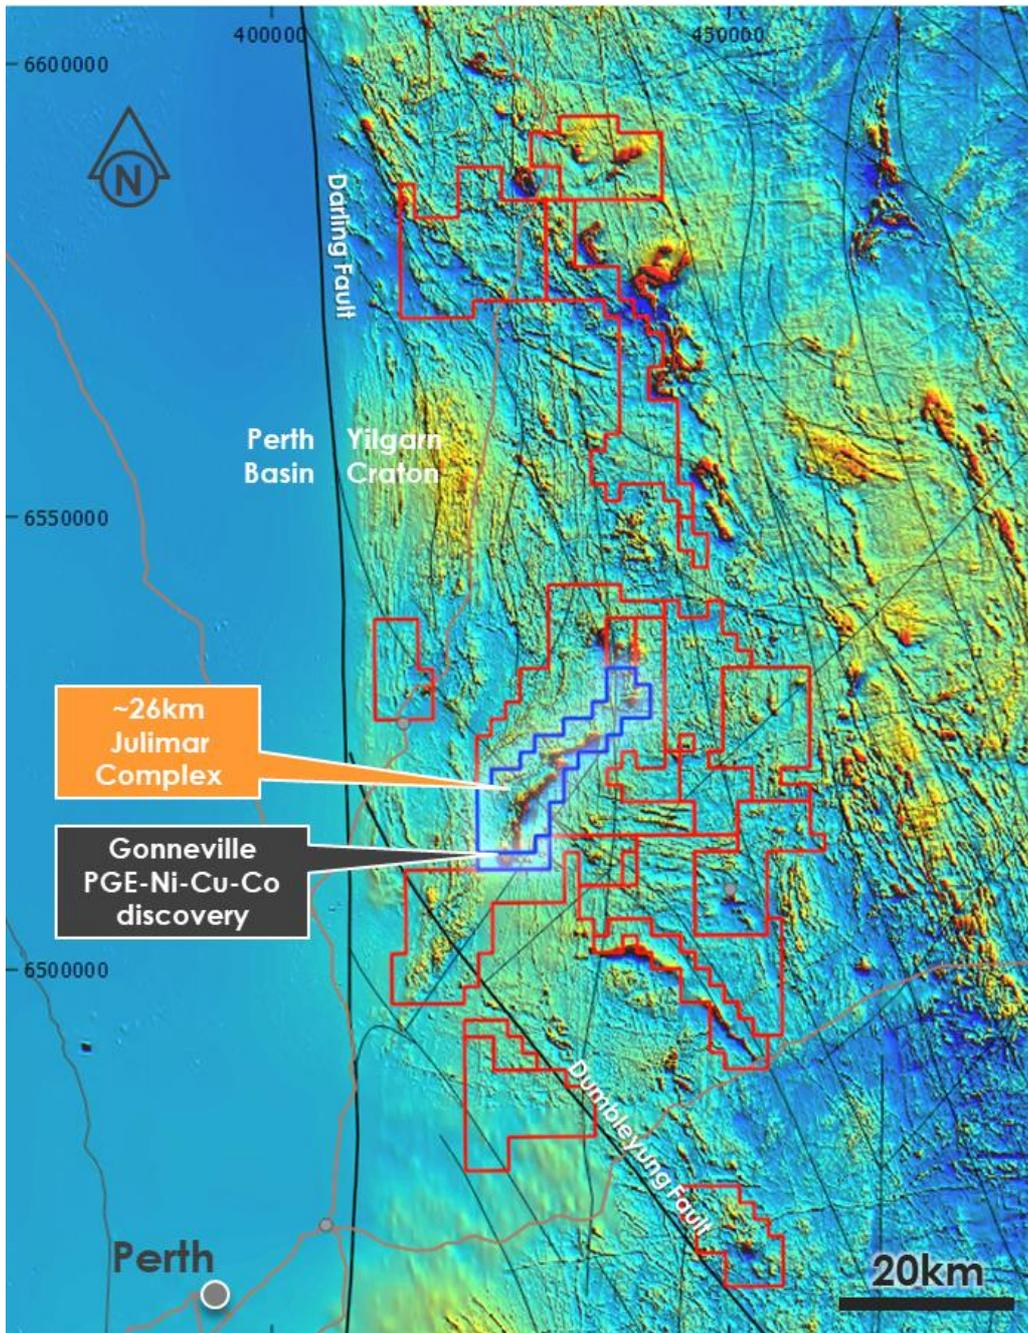 400000
450000
6600000
N
Darling Fault
Perth Yilgarn
Basin Craton
6550000
~26km
Julimar
Complex
Gonneville
PGE-Ni-Cu-Co
discovery
6500000
Dumbleyung Fault
Perth
20km